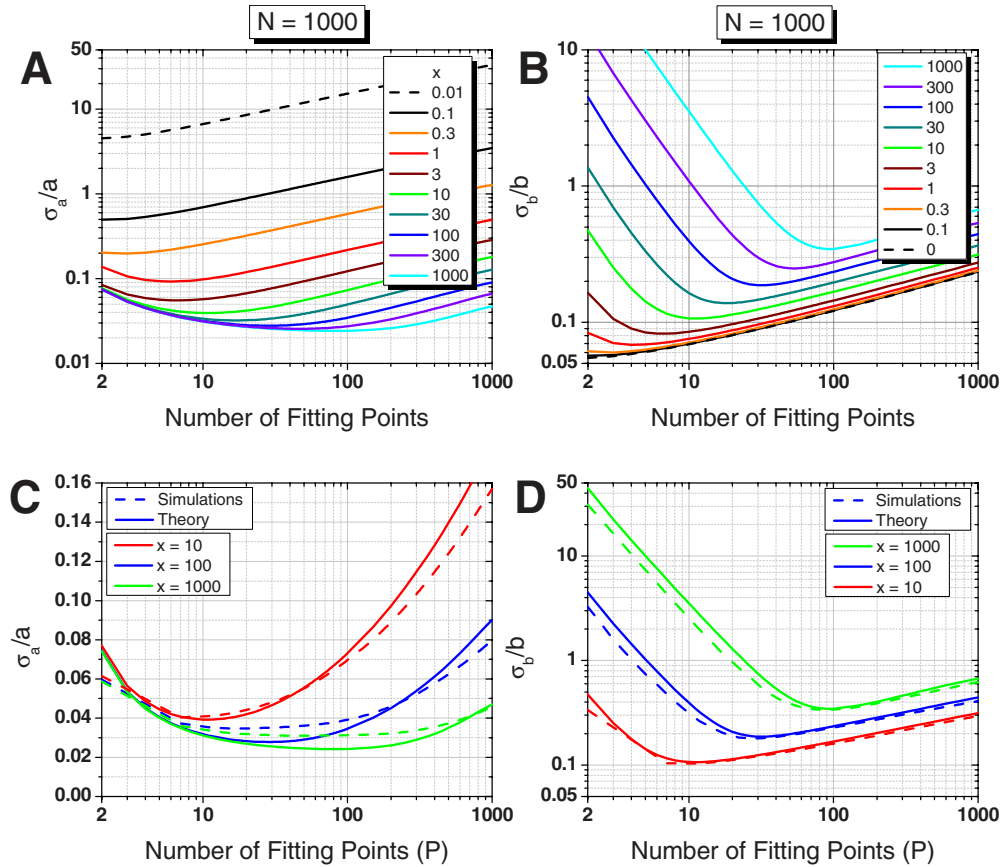 N = 1000
N = 1000
A
50
10
1
0.1
0.01
σa/a
2
10
100
1000
Number of Fitting Points
x
0.01
0.1
0.3
1
3
10
30
100
300
1000
B
10
1
0.1
0.05
σb/b
2
10
100
1000
Number of Fitting Points
1000
300
100
30
10
3
1
0.3
0.1
0
C
0.16
0.14
0.12
0.10
0.08
0.06
0.04
0.02
0.00
σa/a
2
10
100
1000
Number of Fitting Points (P)
Simulations
Theory
x = 10
x = 100
x = 1000
D
50
10
1
0.1
0.05
σb/b
2
10
100
1000
Number of Fitting Points (P)
Simulations
Theory
x = 1000
x = 100
x = 10